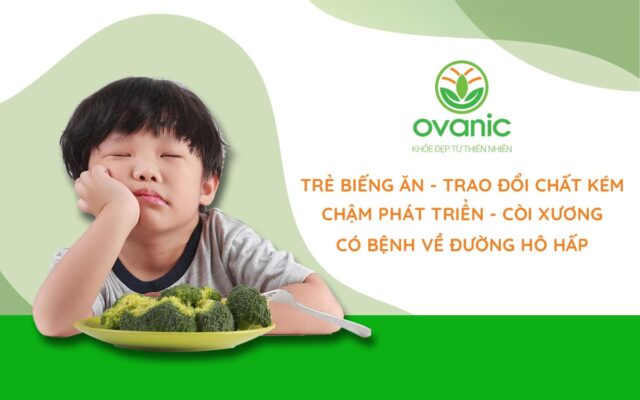 ovanic
KHỎE ĐẸP TỪ THIÊN NHIÊN
TRẺ BIẾNG ĂN - TRAO ĐỔI CHẤT KÉM
CHẬM PHÁT TRIỂN - CÒI XƯƠNG
CÓ BỆNH VỀ ĐƯỜNG HÔ HẤP